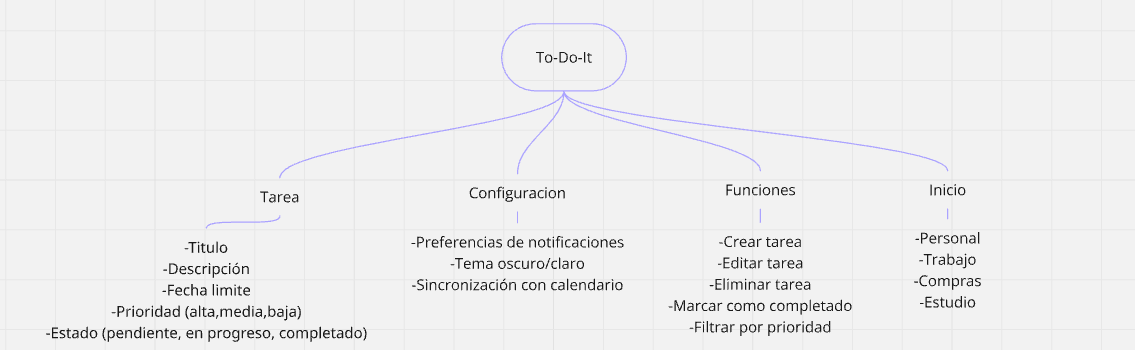 To-Do-It
Tarea
-Titulo
-Descripción
-Fecha limite
-Prioridad (alta,media,baja)
-Estado (pendiente, en progreso, completado)
Configuracion
-Preferencias de notificaciones
-Tema oscuro/claro
-Sincronización con calendario
Funciones
-Crear tarea
-Editar tarea
-Eliminar tarea
-Marcar como completado
-Filtrar por prioridad
Inicio
-Personal
-Trabajo
-Compras
-Estudio